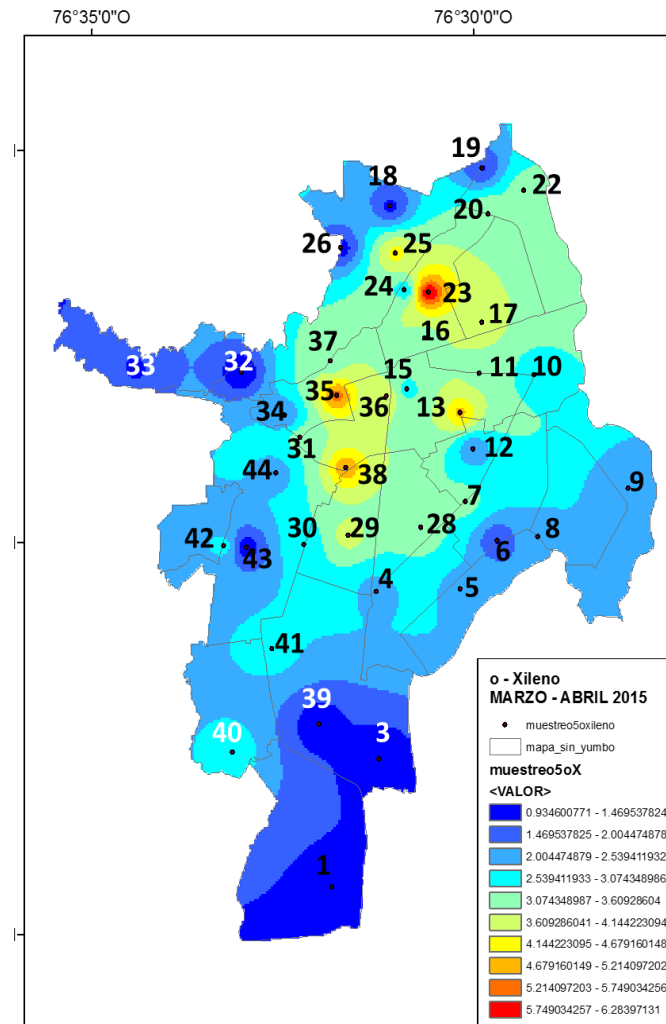 76°35'0"O 76°30'0"O
19
18
22
20
26
25
24
23
17
16
37
33
32
15
11
10
35
36
13
34
31
12
44
38
9
7
42
30
29
28
8
43
6
4
5
41
39
40
3
1
o - Xileno
MARZO - ABRIL 2015
muestreo5oxileno
mapa_sin_yumbo
muestreo5oX
<VALOR>
0.934600771 - 1.469537824
1.469537825 - 2.004474878
2.004474879 - 2.539411932
2.539411933 - 3.074348986
3.074348987 - 3.60928604
3.609286041 - 4.144223094
4.144223095 - 4.679160148
4.679160149 - 5.214097202
5.214097203 - 5.749034256
5.749034257 - 6.28397131